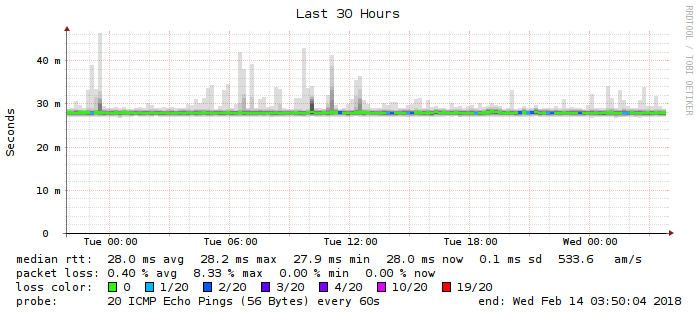 Last 30 Hours
RRDTOOL / TOBI OETIKER
Seconds
40 m
30 m
20 m
10 m
0
Tue 00:00 Tue 06:00 Tue 12:00 Tue 18:00 Wed 00:00
median rtt: 28.0 ms avg 28.2 ms max 27.9 ms min 28.0 ms now 0.1 ms sd 533.6 am/s
packet loss: 0.40 % avg 8.33 % max 0.00 % min 0.00 % now
loss color: 0 1/20 2/20 3/20 4/20 10/20 19/20
probe: 20 ICMP Echo Pings (56 Bytes) every 60s end: Wed Feb 14 03:50:04 2018